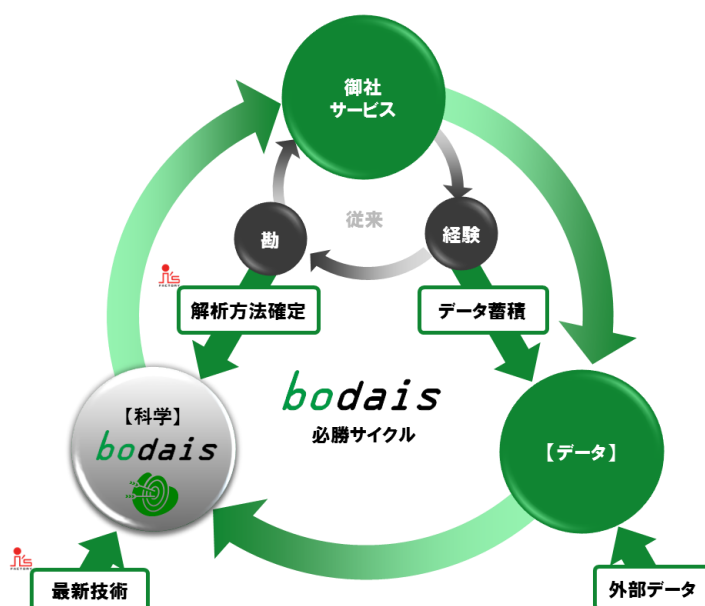 御社
サービス
従来
勘
経験
解析方法確定
データ蓄積
bodais
必勝サイクル
【科学】
bodais
【データ】
最新技術
外部データ